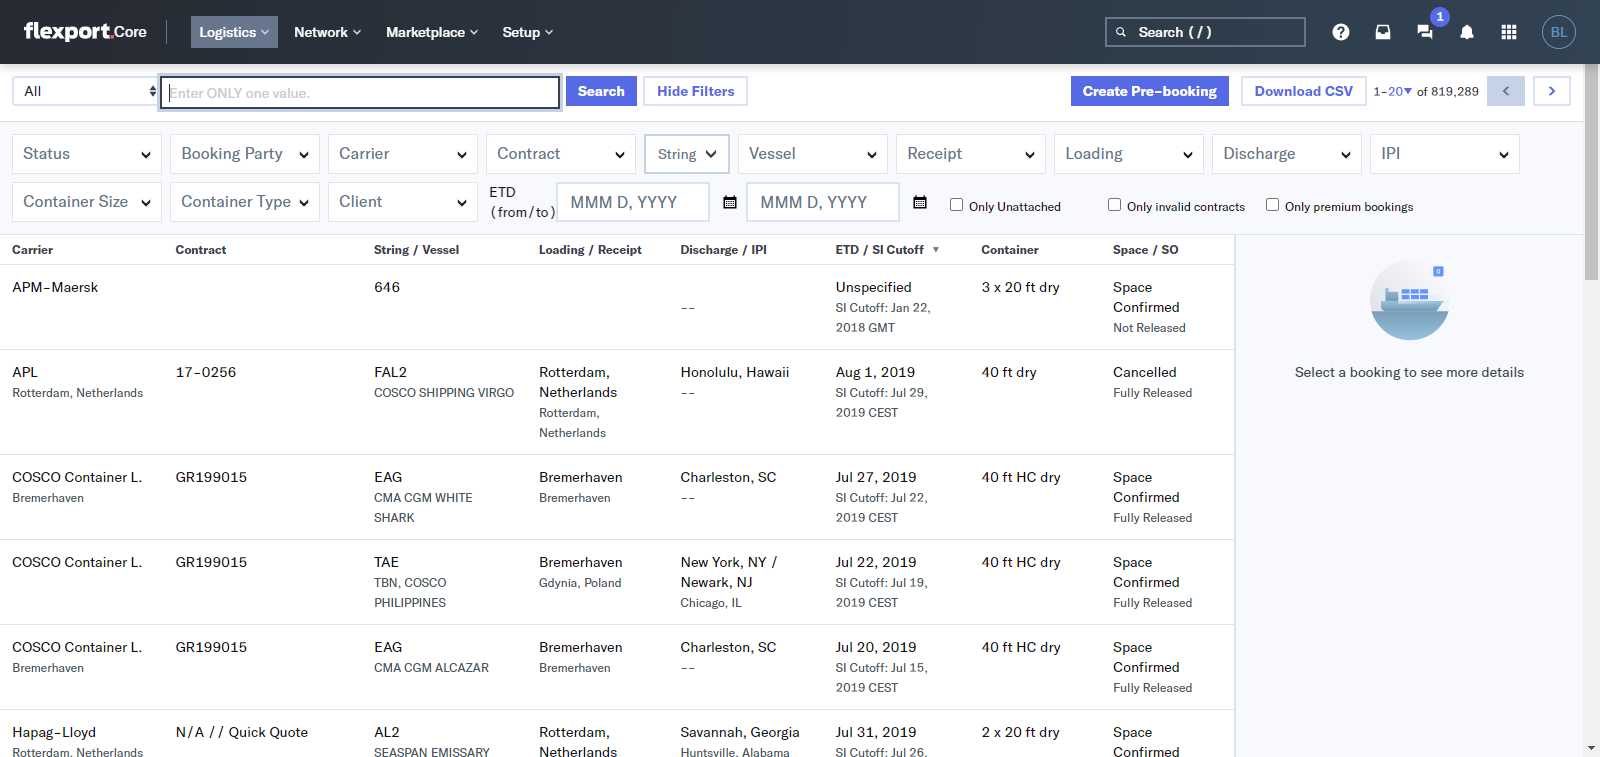 flexport.Core
Logistics
Network
Marketplace
Setup
Search ( / )
1
BL
All
Enter ONLY one value.
Search
Hide Filters
Create Pre-booking
Download CSV
1-20▾ of 819,289
Status
Booking Party
Carrier
Contract
String
Vessel
Receipt
Loading
Discharge
IPI
Container Size
Container Type
Client
ETD
(from/to)
MMM D, YYYY
MMM D, YYYY
Only Unattached
Only invalid contracts
Only premium bookings
Carrier Contract String / Vessel Loading / Receipt Discharge / IPI ETD / SI Cutoff ▼ Container Space / SO
APM-Maersk 646 Unspecified 3 x 20 ft dry Space
-- SI Cutoff: Jan 22, Confirmed
2018 GMT Not Released
APL 17-0256 FAL2 Rotterdam, Honolulu, Hawaii Aug 1, 2019 40 ft dry Cancelled
Rotterdam, Netherlands COSCO SHIPPING VIRGO Netherlands -- SI Cutoff: Jul 29, Fully Released
Rotterdam, 2019 CEST
Netherlands
COSCO Container L. GR199015 EAG Bremerhaven Charleston, SC Jul 27, 2019 40 ft HC dry Space
Bremerhaven CMA CGM WHITE Bremerhaven -- SI Cutoff: Jul 22, Confirmed
SHARK 2019 CEST Fully Released
COSCO Container L. GR199015 TAE Bremerhaven New York, NY / Jul 22, 2019 40 ft HC dry Space
TBN, COSCO Gdynia, Poland Newark, NJ SI Cutoff: Jul 19, Confirmed
PHILIPPINES Chicago, IL 2019 CEST Fully Released
COSCO Container L. GR199015 EAG Bremerhaven Charleston, SC Jul 20, 2019 40 ft HC dry Space
Bremerhaven CMA CGM ALCAZAR Bremerhaven -- SI Cutoff: Jul 15, Confirmed
2019 CEST Fully Released
Hapag-Lloyd N/A // Quick Quote AL2 Rotterdam, Savannah, Georgia Jul 31, 2019 2 x 20 ft dry Space
Rotterdam, Netherlands SEASPAN EMISSARY Netherlands Huntsville, Alabama SI Cutoff: Jul 26, Confirmed
0
Select a booking to see more details